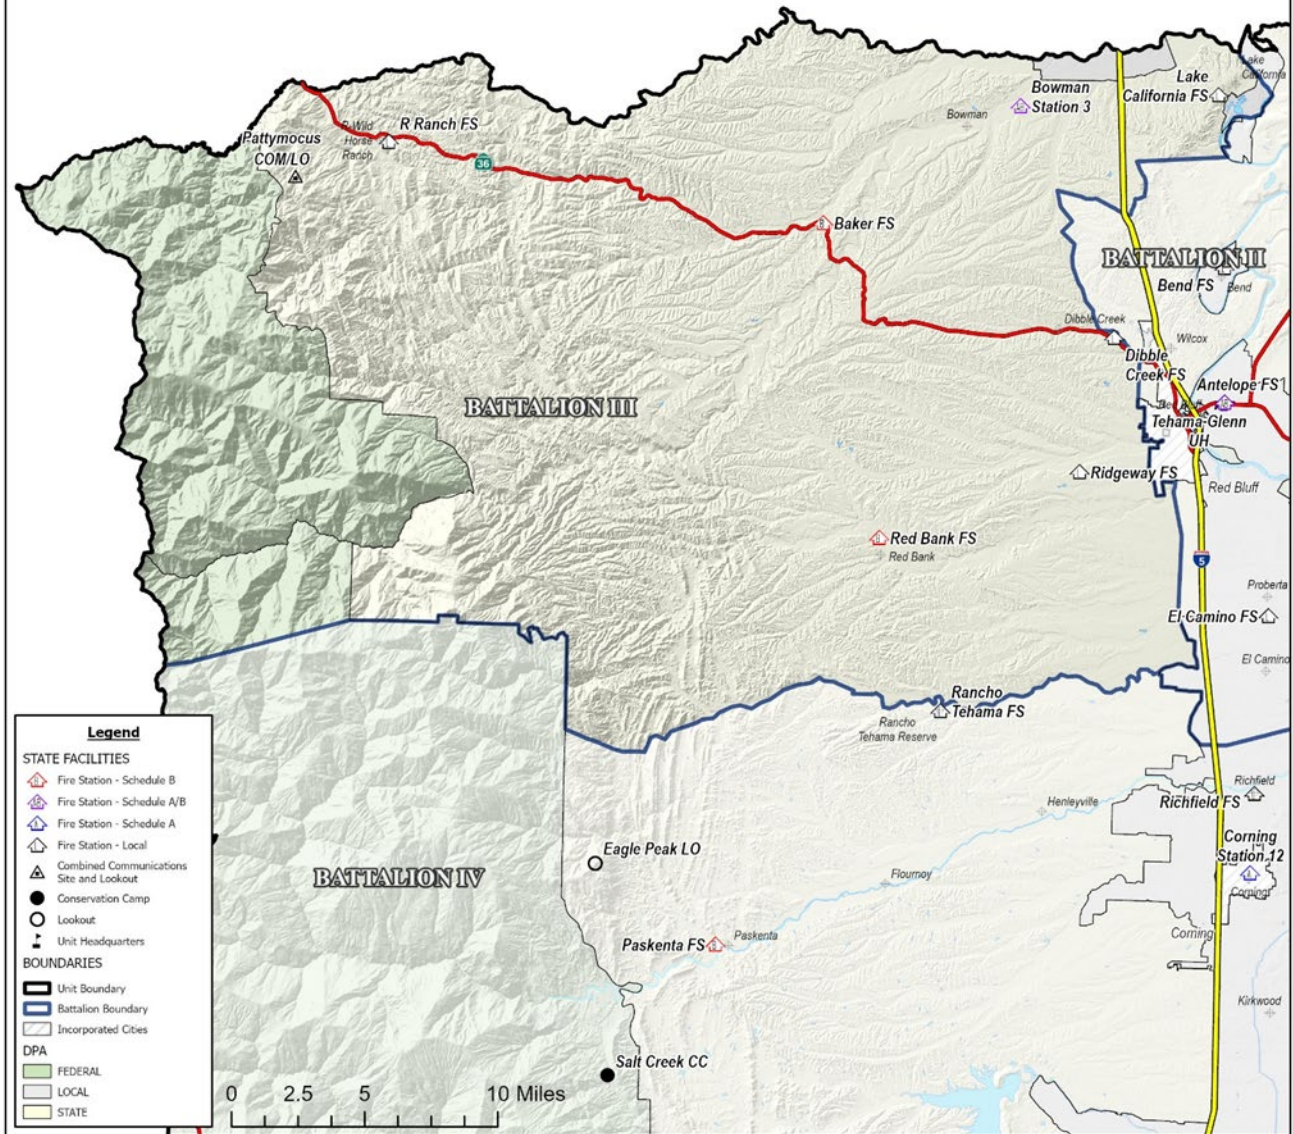 Lake
California
Lake
California FS
Bowman
Station 3
Bowman
R Ranch FS
R-Wild
Horse
Ranch
Pattymocus
COM/LO
36
Baker FS
BATTALION II
Bend FS
Bend
Dibble Creek
Wilcox
Dibble
Creek FS
Antelope FS
BATTALION III
Red Bluff
Tehama-Glenn
UH
Ridgeway FS
Red Bluff
Red Bank FS
Red Bank
5
Proberta
El Camino FS
El Camino
Rancho
Tehama FS
Rancho
Tehama Reserve
Legend
STATE FACILITIES
Fire Station - Schedule B
Fire Station - Schedule A/B
Fire Station - Schedule A
Fire Station - Local
Combined Communications
Site and Lookout
Conservation Camp
Lookout
Unit Headquarters
BOUNDARIES
Unit Boundary
Battalion Boundary
Incorporated Cities
DPA
FEDERAL
LOCAL
STATE
Richfield
Richfield FS
Henleyville
Corning
Station 12
Corning
Eagle Peak LO
BATTALION IV
Flournoy
Paskenta FS
Paskenta
Corning
Kirkwood
Salt Creek CC
0 2.5 5 10 Miles